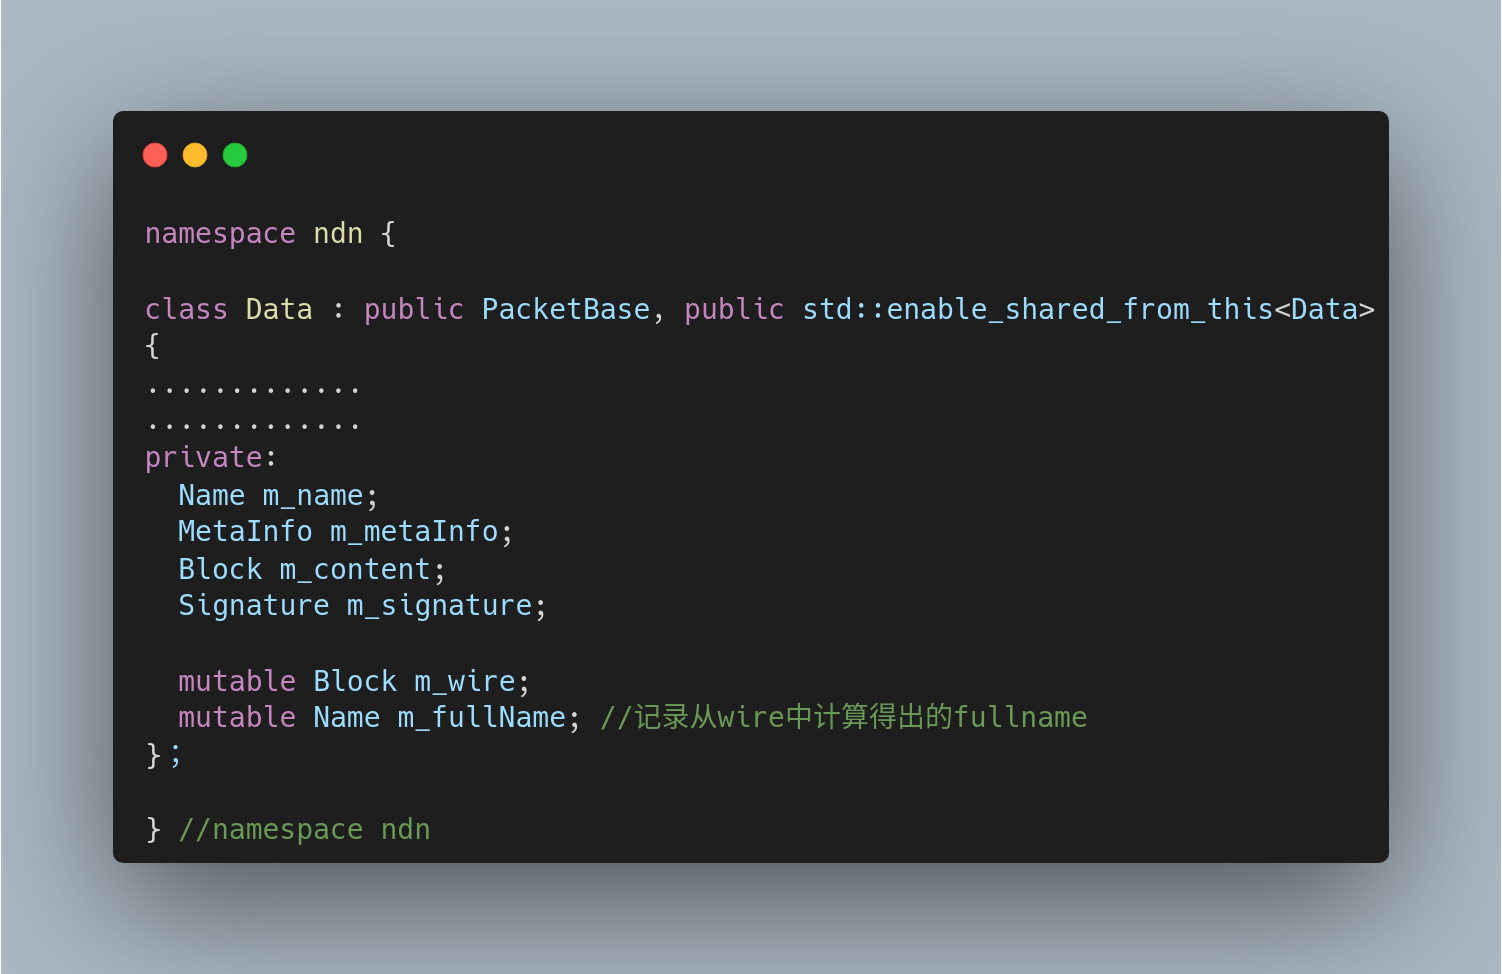 namespace ndn {
class Data : public PacketBase, public std::enable_shared_from_this<Data>
{
.............
.............
private:
  Name m_name;
  MetaInfo m_metaInfo;
  Block m_content;
  Signature m_signature;
  mutable Block m_wire;
  mutable Name m_fullName; //记录从wire中计算得出的fullname
}；
} //namespace ndn